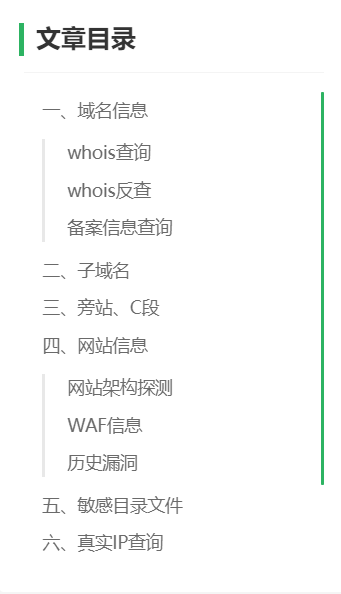 文章目录
一、域名信息
whois查询
whois反查
备案信息查询
二、子域名
三、旁站、C段
四、网站信息
网站架构探测
WAF信息
历史漏洞
五、敏感目录文件
六、真实IP查询